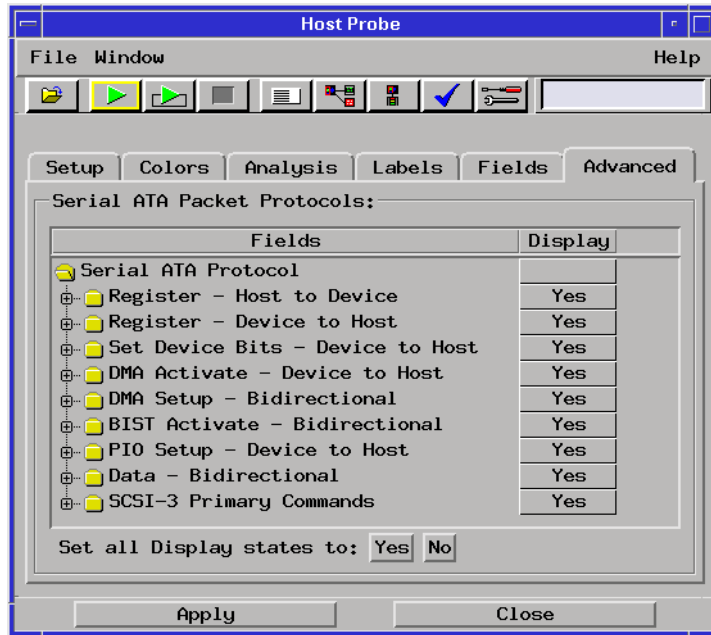 Host Probe
File Window Help
Setup Colors Analysis Labels Fields Advanced
Serial ATA Packet Protocols:
Fields Display
Serial ATA Protocol
Register - Host to Device Yes
Register - Device to Host Yes
Set Device Bits - Device to Host Yes
DMA Activate - Device to Host Yes
DMA Setup - Bidirectional Yes
BIST Activate - Bidirectional Yes
PIO Setup - Device to Host Yes
Data - Bidirectional Yes
SCSI-3 Primary Commands Yes
Set all Display states to: Yes No
Apply Close